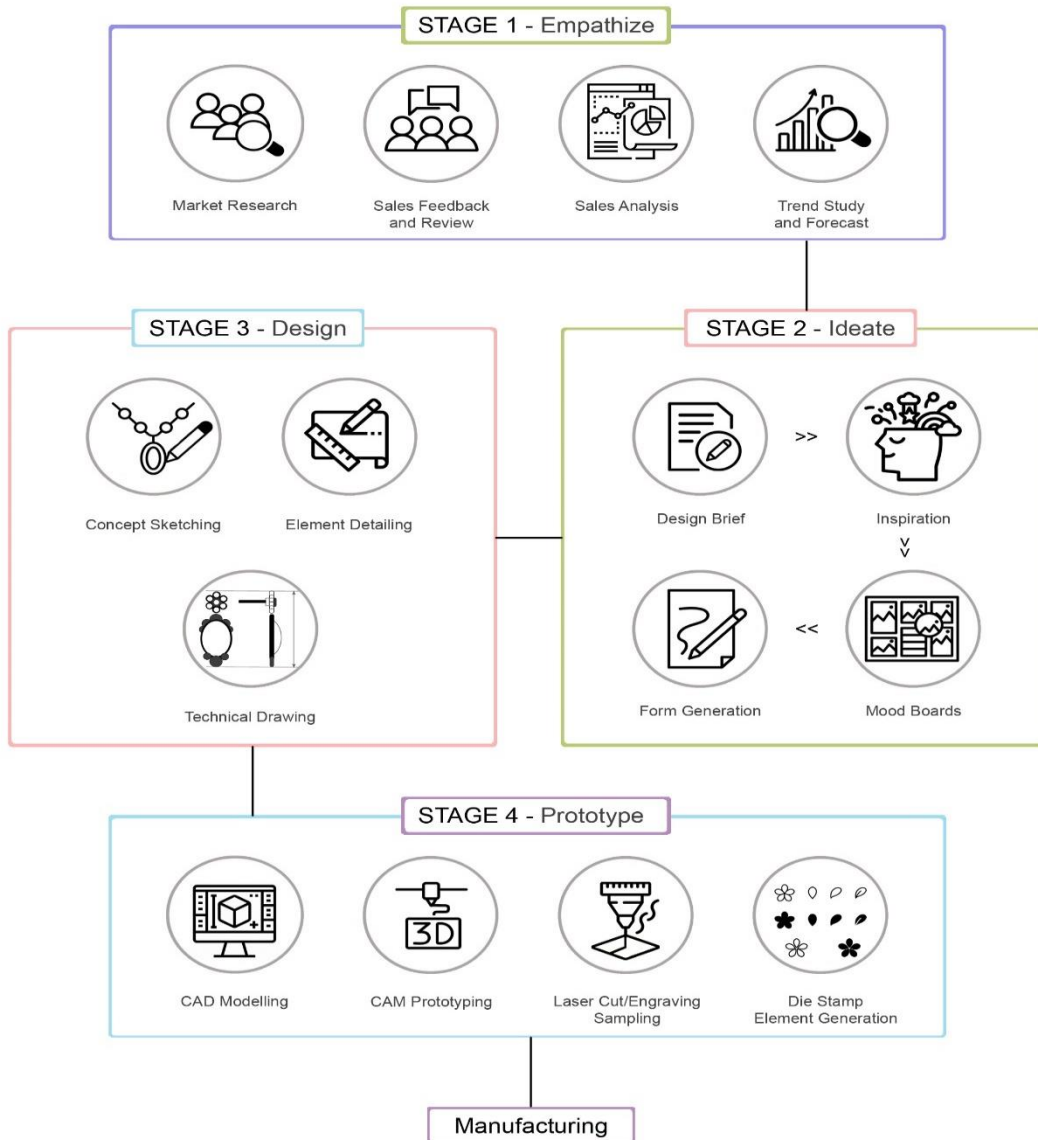 STAGE 1 - Empathize
Market Research
Sales Feedback
and Review
Sales Analysis
Trend Study
and Forecast
STAGE 2 - Ideate
Design Brief
>>
Inspiration
>>
Mood Boards
<<
Form Generation
STAGE 3 - Design
Concept Sketching
Element Detailing
Technical Drawing
STAGE 4 - Prototype
CAD Modelling
3D
CAM Prototyping
Laser Cut/Engraving
Sampling
Die Stamp
Element Generation
Manufacturing